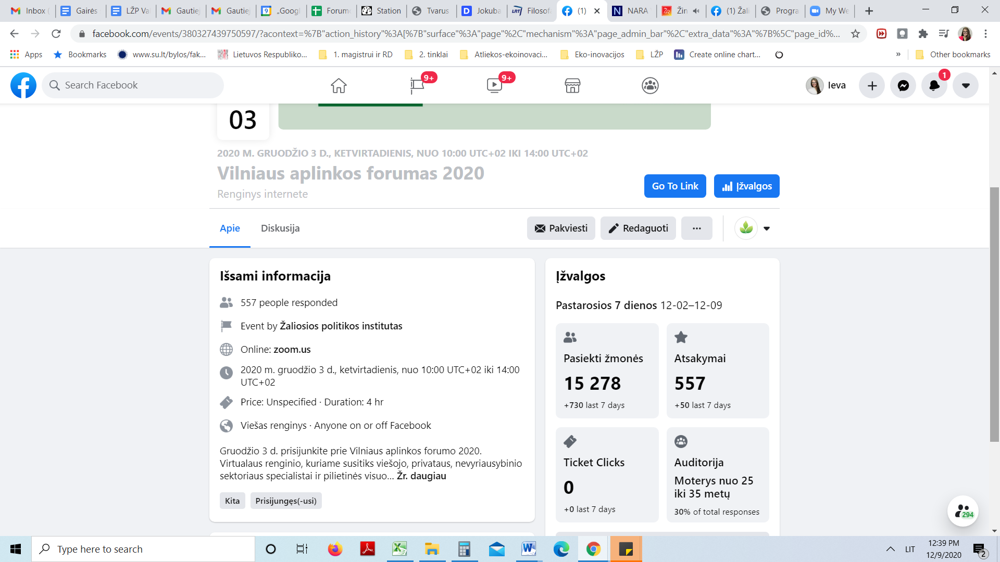 Inbox (
Gairės
LŽP Va
Gautiej
Gautiej
„Googl
Forum
Station
Tvarus
Jokuba
Filosof
(1)
NARA
Žin
(1) Žali
Progra
My We
facebook.com/events/380327439750597/?acontext=%7B"action_history"%3A[%7B"surface"%3A"page"%2C"mechanism"%3A"page_admin_bar"%2C"extra_data"%3A"%7B%5C"page_id%...
Apps
Bookmarks
www.su.lt/bylos/fak...
Lietuvos Respubliko...
1. magistrui ir RD
2. tinklai
Atliekos-ekoinovaci...
Eko-inovacijos
LŽP
Create online chart...
»
Other bookmarks
Search Facebook
9+
9+
Ieva
1
03
2020 M. GRUODŽIO 3 D., KETVIRTADIENIS, NUO 10:00 UTC+02 IKI 14:00 UTC+02
Vilniaus aplinkos forumas 2020
Renginys internete
Go To Link
Įžvalgos
Apie
Diskusija
Pakviesti
Redaguoti
...
Išsami informacija
557 people responded
Event by Žaliosios politikos institutas
Online: zoom.us
2020 m. gruodžio 3 d., ketvirtadienis, nuo 10:00 UTC+02 iki 14:00
UTC+02
Price: Unspecified · Duration: 4 hr
Viešas renginys · Anyone on or off Facebook
Gruodžio 3 d. prisijunkite prie Vilniaus aplinkos forumo 2020.
Virtualaus renginio, kuriame susitiks viešojo, privataus, nevyriausybinio
sektoriaus specialistai ir pilietinės visuo... Žr. daugiau
Kita
Prisijungęs(-usi)
Įžvalgos
Pastarosios 7 dienos 12-02–12-09
Pasiekti žmonės
15 278
+730 last 7 days
Atsakymai
557
+50 last 7 days
Ticket Clicks
0
+0 last 7 days
Auditorija
Moterys nuo 25
iki 35 metų
30% of total responses
294
Type here to search
LIT
12:39 PM
12/9/2020
2